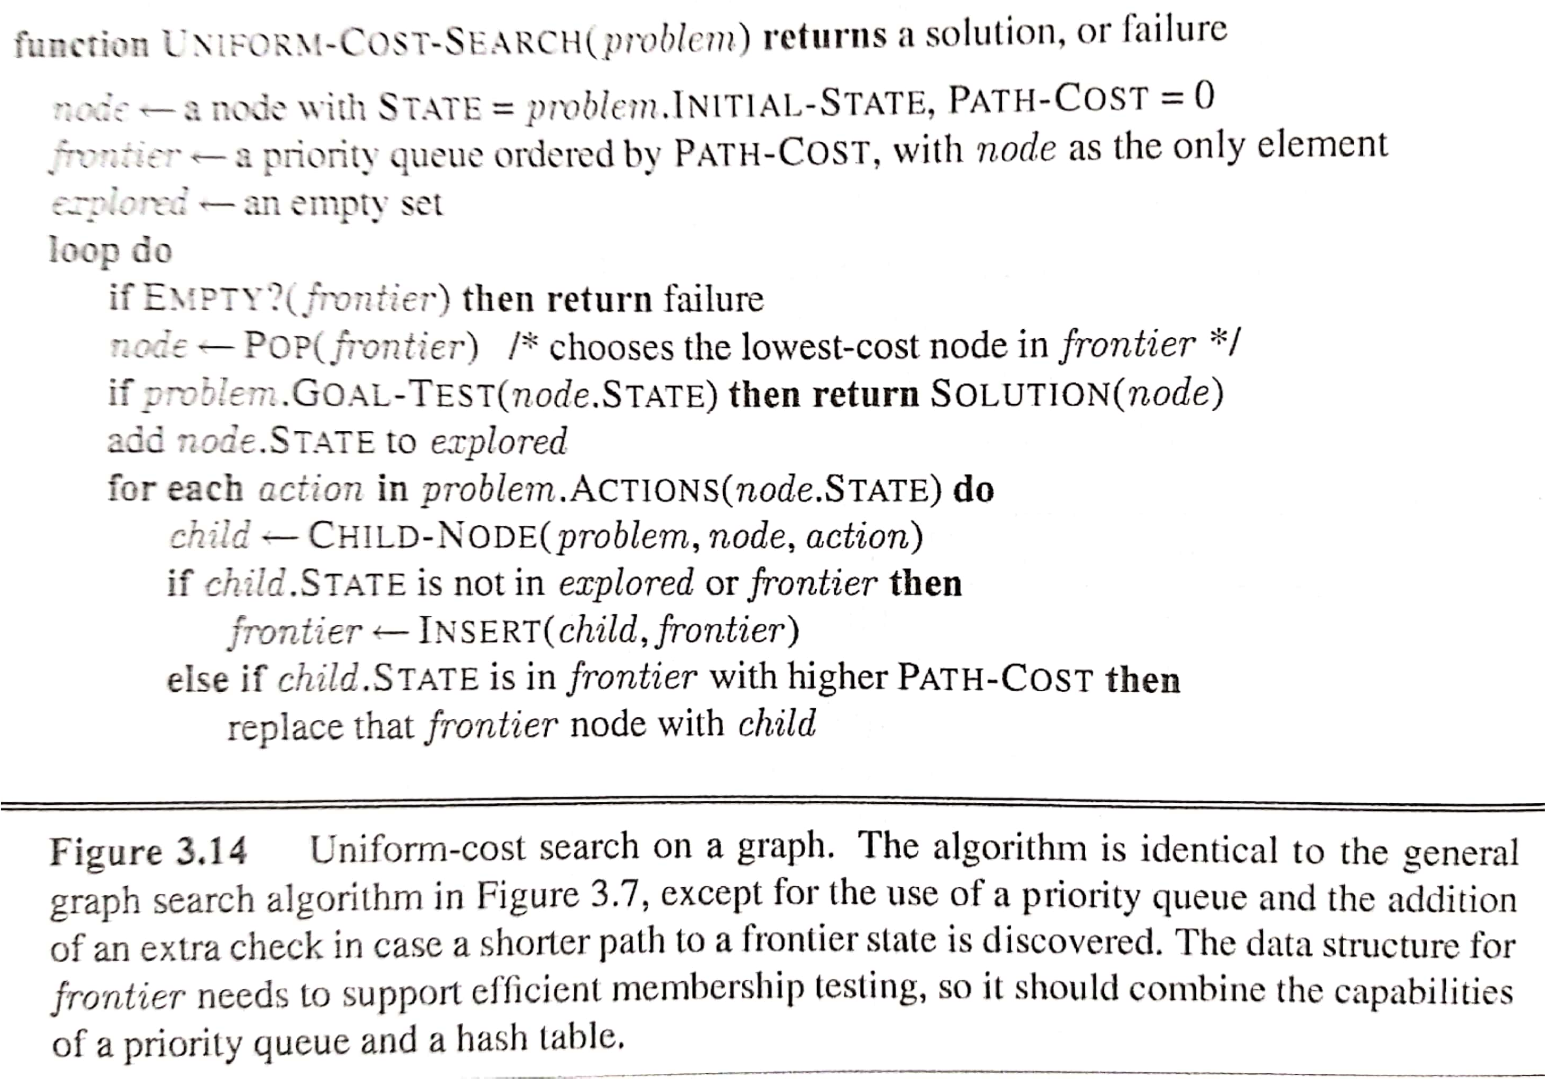 function UNIFORM-COST-SEARCH(problem) returns a solution, or failure
node ← a node with STATE = problem.INITIAL-STATE, PATH-COST = 0
frontier ← a priority queue ordered by PATH-COST, with node as the only element
explored ← an empty set
loop do
if EMPTY?(frontier) then return failure
node ← POP(frontier) /* chooses the lowest-cost node in frontier */
if problem.GOAL-TEST(node.STATE) then return SOLUTION(node)
add node.STATE to explored
for each action in problem.ACTIONS(node.STATE) do
child ← CHILD-NODE(problem, node, action)
if child.STATE is not in explored or frontier then
frontier ← INSERT(child, frontier)
else if child.STATE is in frontier with higher PATH-COST then
replace that frontier node with child
Figure 3.14 Uniform-cost search on a graph. The algorithm is identical to the general
graph search algorithm in Figure 3.7, except for the use of a priority queue and the addition
of an extra check in case a shorter path to a frontier state is discovered. The data structure for
frontier needs to support efficient membership testing, so it should combine the capabilities
of a priority queue and a hash table.